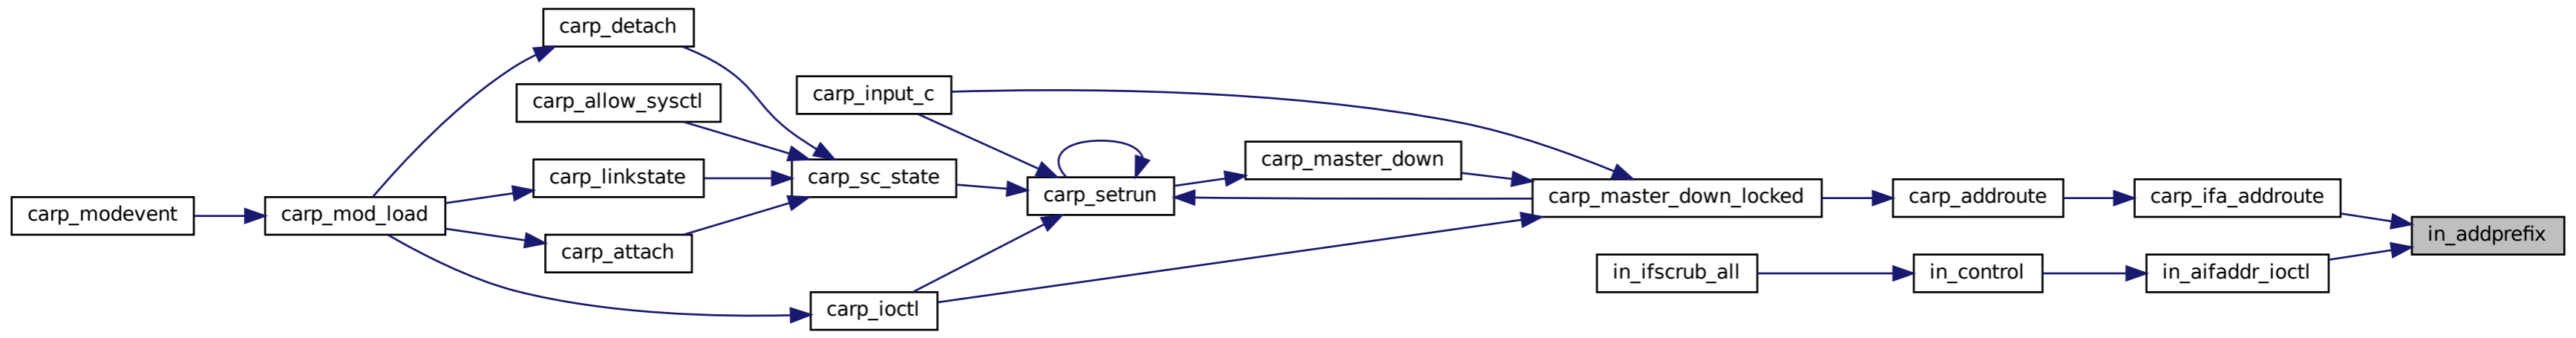 carp_detach
carp_allow_sysctl
carp_input_c
carp_master_down
carp_linkstate
carp_sc_state
carp_setrun
carp_master_down_locked
carp_addroute
carp_ifa_addroute
carp_modevent
carp_mod_load
in_addprefix
carp_attach
in_ifscrub_all
in_control
in_aifaddr_ioctl
carp_ioctl